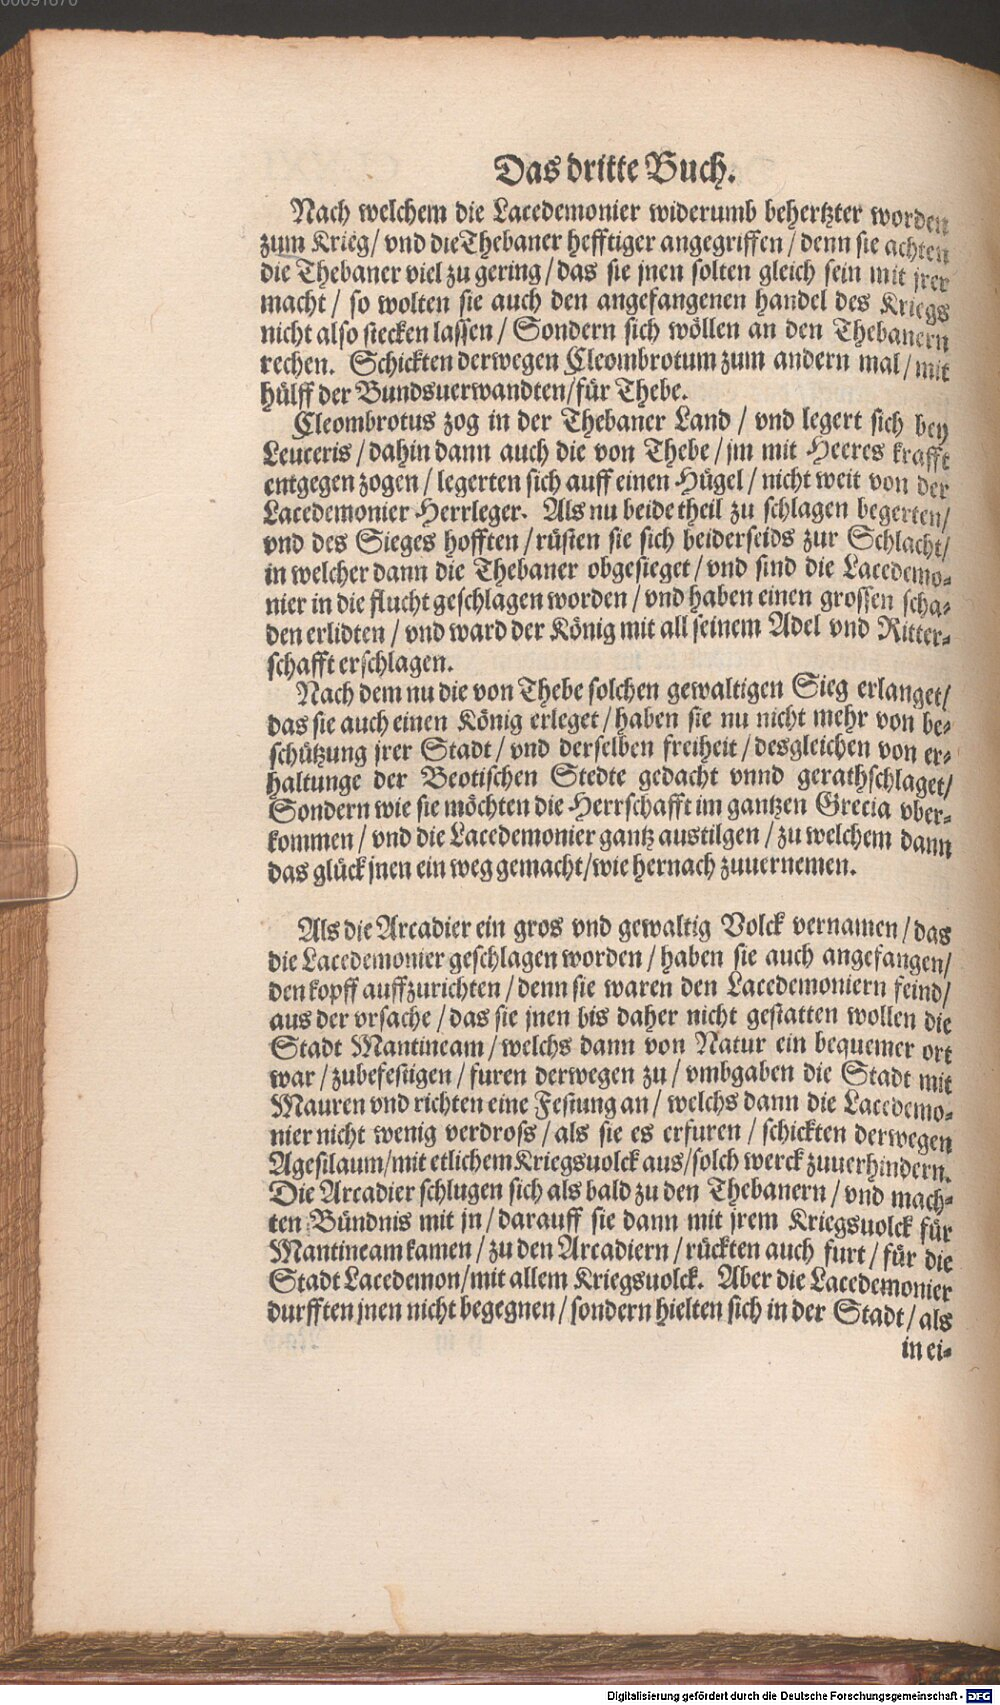 Das dritte Buch.
Nach welchem die Lacedemonier widerumb behertzter worden
zum Krieg / vnd die Thebaner hefftiger angegriffen / denn sie achten
die Thebaner viel zu gering / das sie jnen solten gleich sein mit jrer
macht / so wolten sie auch den angefangenen handel des Kriegs
nicht also stecken lassen / Sondern sich wöllen an den Thebanern
rechen. Schickten derwegen Cleombrotum zum andern mal / mit
hülff der Bundsuerwandten / für Thebe.
Cleombrotus zog in der Thebaner Land / vnd legert sich bey
Leuceris / dahin dann auch die von Thebe / jm mit Heeres krafft
entgegen zogen / legerten sich auff einen Hügel / nicht weit von der
Lacedemonier Herrleger. Als nu beide theil zu schlagen begerten /
vnd des Sieges hofften / rüsten sie sich beiderseids zur Schlacht /
in welcher dann die Thebaner obgesieget / vnd sind die Lacedemo-
nier in die flucht geschlagen worden / vnd haben einen grossen scha-
den erlidten / vnd ward der König mit all seinem Adel vnd Ritter-
schafft erschlagen.
Nach dem nu die von Thebe solchen gewaltigen Sieg erlanget /
das sie auch einen König erleget / haben sie nu nicht mehr von be-
schützung jrer Stadt / vnd derselben freiheit / desgleichen von er-
haltunge der Beotischen Stedte gedacht vnnd gerathschlaget /
Sondern wie sie möchten die Herrschafft im gantzen Grecia vber-
kommen / vnd die Lacedemonier gantz austilgen / zu welchem dann
das glück jnen ein weg gemacht / wie hernach zuuernemen.
Als die Arcadier ein gros vnd gewaltig Volck vernamen / das
die Lacedemonier geschlagen worden / haben sie auch angefangen /
den kopff auffzurichten / denn sie waren den Lacedemoniern feind /
aus der vrsache / das sie jnen bis daher nicht gestatten wollen die
Stadt Mantineam / welchs dann von Natur ein bequemer ort
war / zubefestigen / furen derwegen zu / vmbgaben die Stadt mit
Mauren vnd richten eine Festung an / welchs dann die Lacedemo-
nier nicht wenig verdross / als sie es erfuren / schickten derwegen
Agesilaum / mit etlichem Kriegsuolck aus / solch werck zuuerhindern.
Die Arcadier schlugen sich als bald zu den Thebanern / vnd mach-
ten Bündnis mit jn / darauff sie dann mit jrem Kriegsuolck für
Mantineam kamen / zu den Arcadiern / rückten auch furt / für die
Stadt Lacedemon / mit allem Kriegsuolck. Aber die Lacedemonier
durfften jnen nicht begegnen / sondern hielten sich in der Stadt / als
in ei-
Digitalisierung gefördert durch die Deutsche Forschungsgemeinschaft - DFG